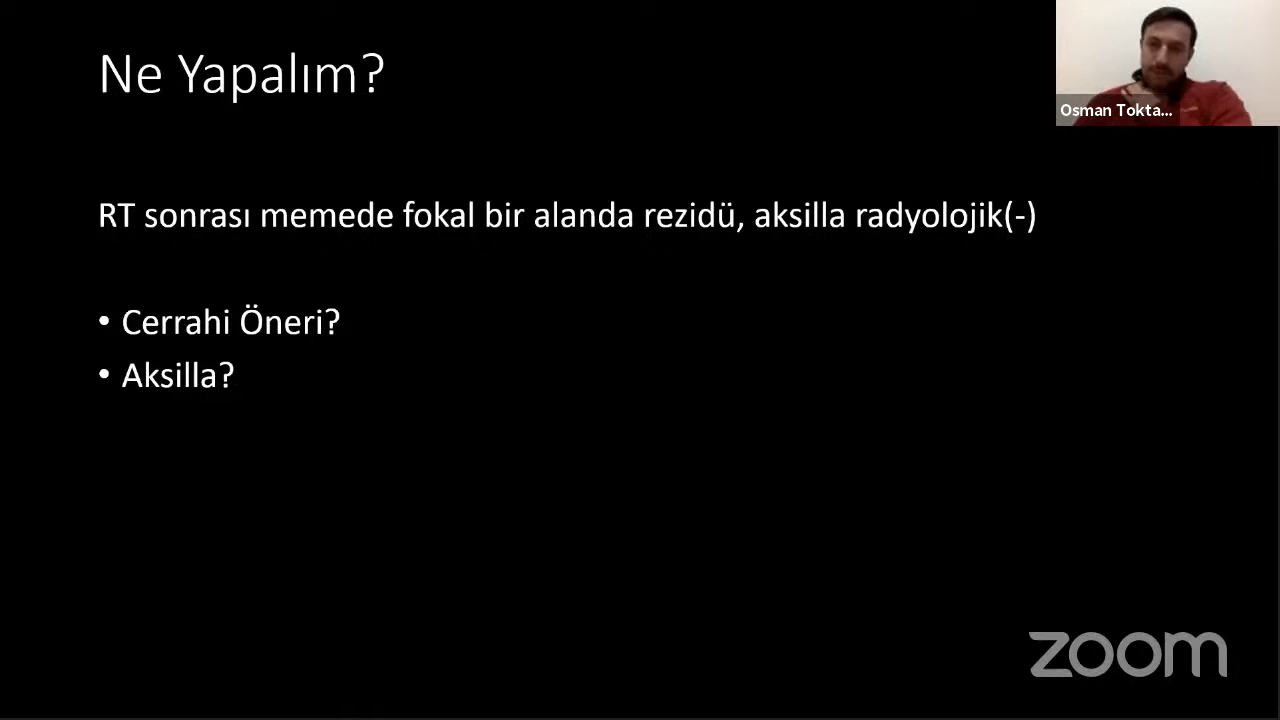 Ne Yapalım?
Osman Tokta...
RT sonrası memede fokal bir alanda rezidü, aksilla radyolojik(-)
• Cerrahi Öneri?
• Aksilla?
zoom